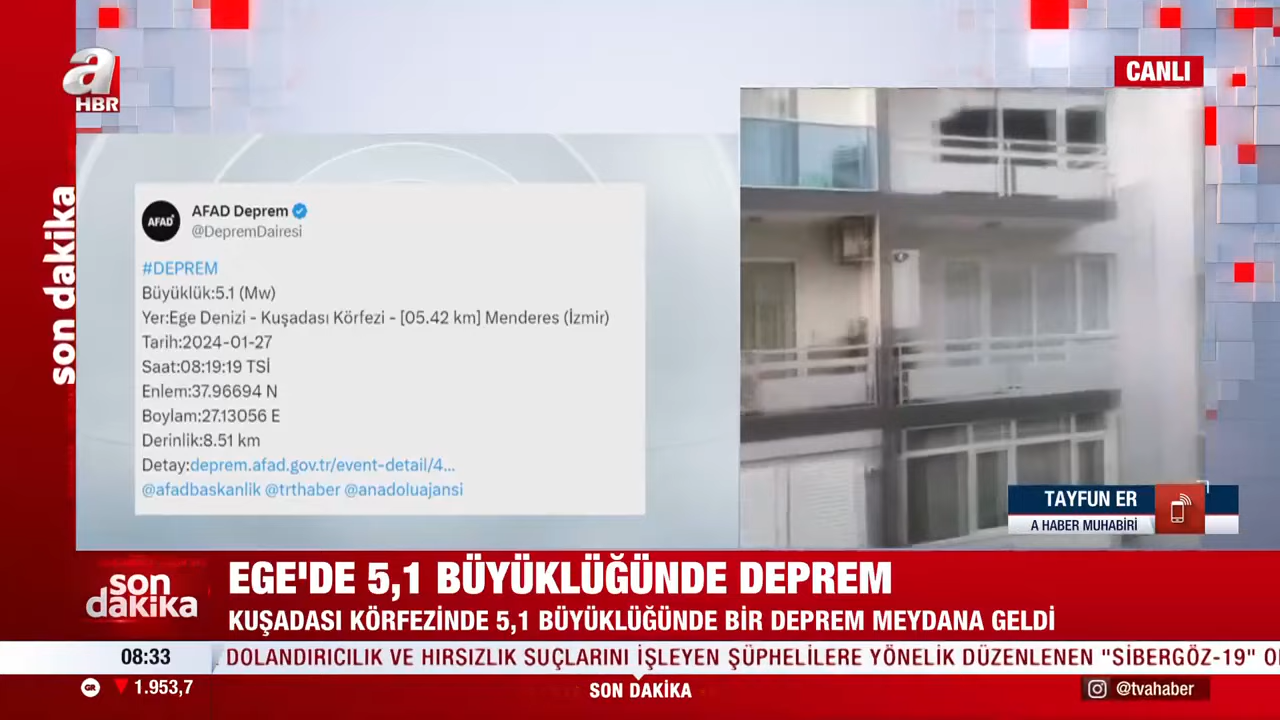 a
HBR
CANLI
son dakika
AFAD
AFAD Deprem
@DepremDairesi
#DEPREM
Büyüklük:5.1 (Mw)
Yer:Ege Denizi - Kuşadası Körfezi - [05.42 km] Menderes (İzmir)
Tarih:2024-01-27
Saat:08:19:19 TSİ
Enlem:37.96694 N
Boylam:27.13056 E
Derinlik:8.51 km
Detay:deprem.afad.gov.tr/event-detail/4...
@afadbaskanlik @trthaber @anadoluajansi
TAYFUN ER
A HABER MUHABİRİ
son
dakika
EGE'DE 5,1 BÜYÜKLÜĞÜNDE DEPREM
KUŞADASI KÖRFEZİNDE 5,1 BÜYÜKLÜĞÜNDE BİR DEPREM MEYDANA GELDİ
08:33
DOLANDIRICILIK VE HIRSIZLIK SUÇLARINI İŞLEYEN ŞÜPHELİLERE YÖNELİK DÜZENLENEN "SİBERGÖZ-19"
GR 1.953,7
SON DAKİKA
@tvahaber